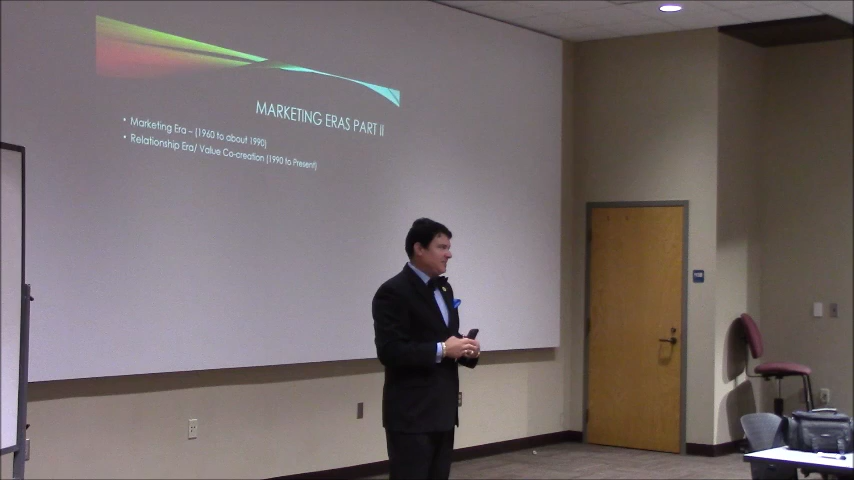 MARKETING ERAS PART II
• Marketing Era – (1960 to about 1990)
• Relationship Era/ Value Co-creation (1990 to Present)